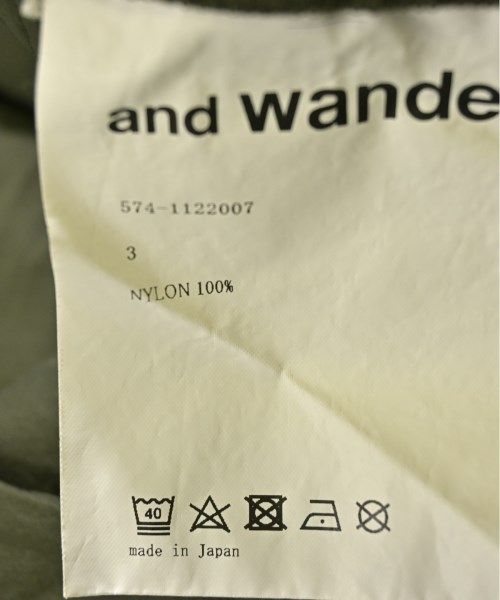 and wande
574-1122007
3
NYLON 100%
40
made in Japan